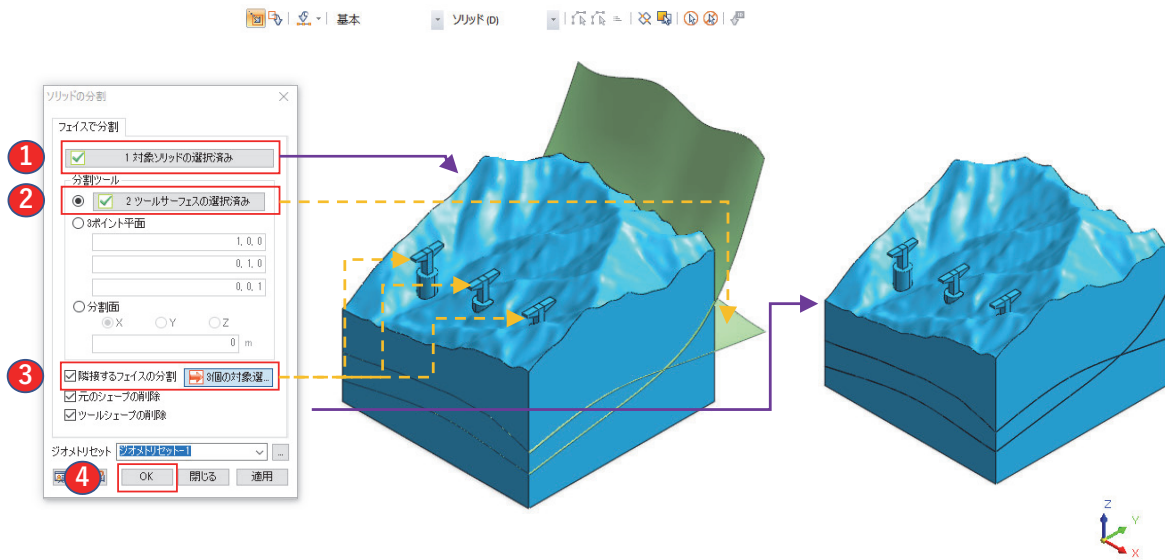 基本
ソリッド (D)
ソリッドの分割
フェイスで分割
1
1 対象ソリッドの選択済み
分割ツール
2
2 ツールサーフェスの選択済み
3ポイント平面
1, 0, 0
0, 1, 0
0, 0, 1
分割面
X Y Z
0 m
3
隣接するフェイスの分割 3個の対象選...
元のシェープの削除
ツールシェープの削除
ジオメトリセット ジオメトリセット-1 ...
4
OK 閉じる 適用
Z
Y
X